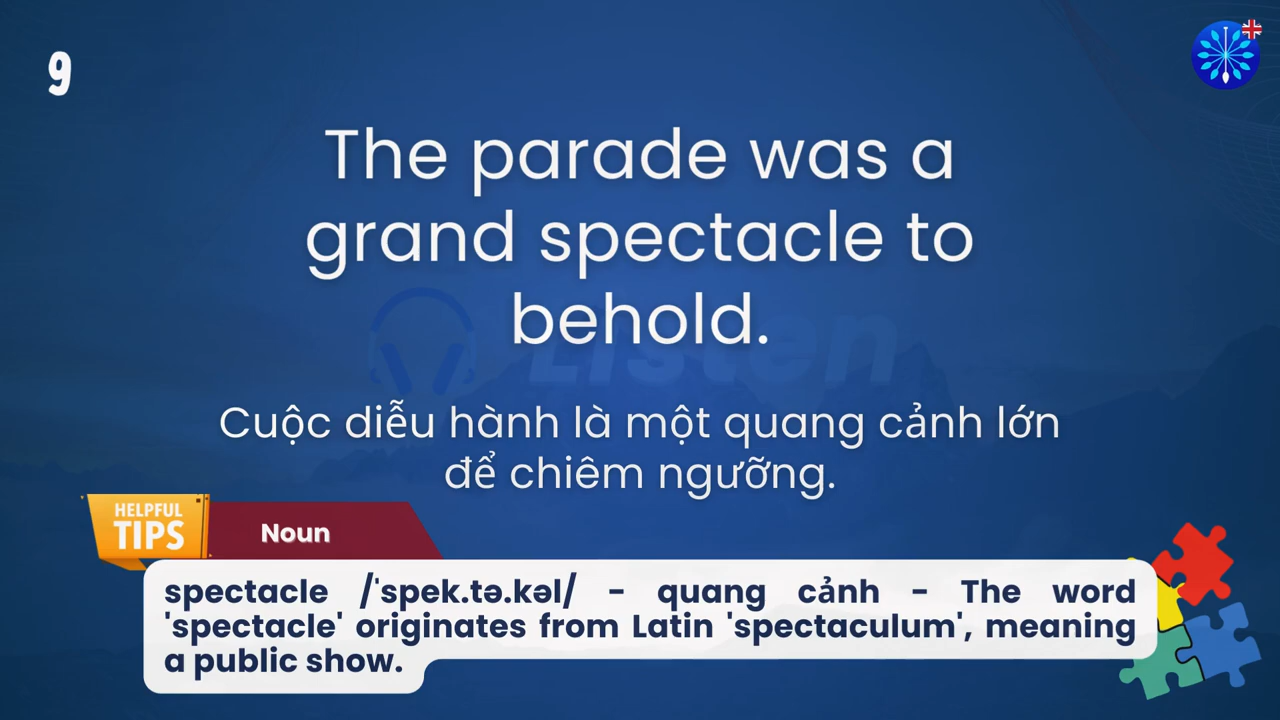 9
The parade was a
grand spectacle to
behold.
Listen
Cuộc diễu hành là một quang cảnh lớn
để chiêm ngưỡng.
HELPFUL
TIPS
Noun
spectacle /ˈspek.tə.kəl/ - quang cảnh - The word
'spectacle' originates from Latin 'spectaculum', meaning
a public show.